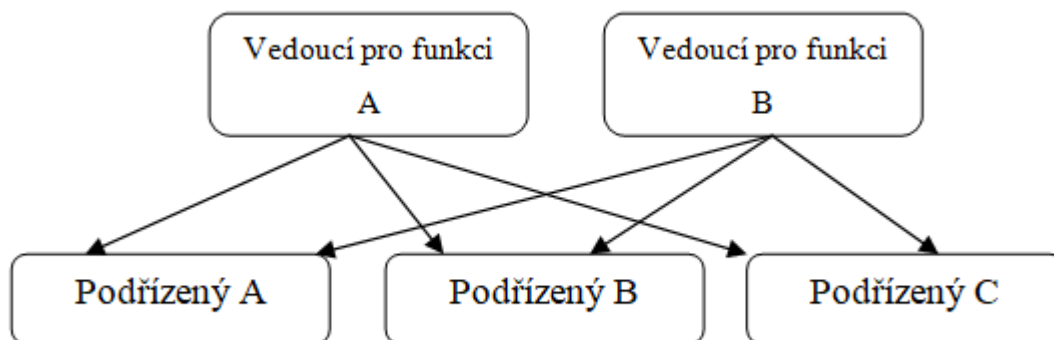 Vedoucí pro funkci
A
Vedoucí pro funkci
B
Podřízený A
Podřízený B
Podřízený C